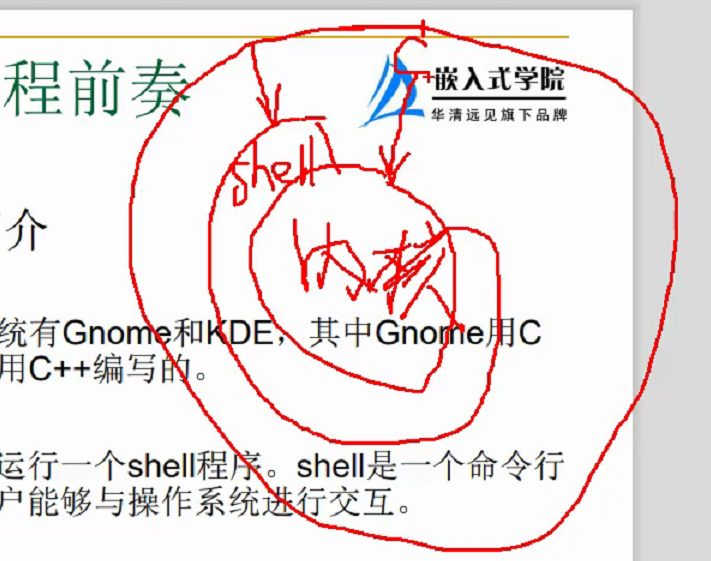 程前奏
嵌入式学院
华清远见旗下品牌
shell
内核
介
统有Gnome和KDE，其中Gnome用C
用C++编写的。
运行一个shell程序。shell是一个命令行
户能够与操作系统进行交互。